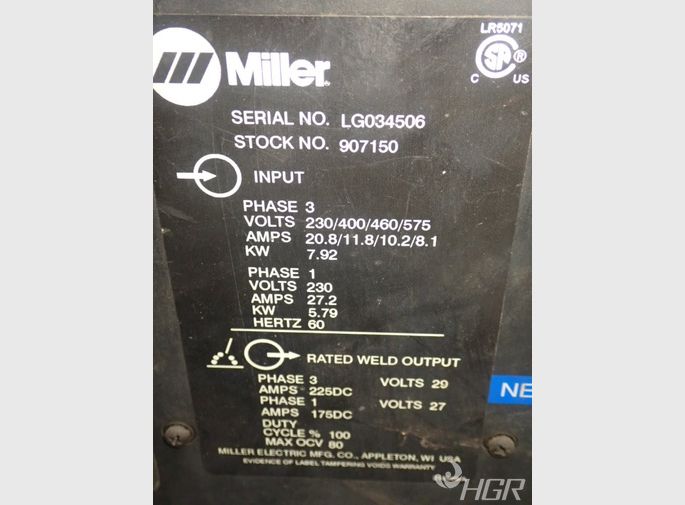 LR5071
Miller
SP ®
C US
SERIAL NO. LG034506
STOCK NO. 907150
INPUT
PHASE 3
VOLTS 230/400/460/575
AMPS 20.8/11.8/10.2/8.1
KW 7.92
PHASE 1
VOLTS 230
AMPS 27.2
KW 5.79
HERTZ 60
RATED WELD OUTPUT
PHASE 3 VOLTS 29
AMPS 225DC
PHASE 1 VOLTS 27
AMPS 175DC
DUTY
CYCLE % 100
MAX OCV 80
MILLER ELECTRIC MFG. CO., APPLETON, WI USA
EVIDENCE OF LABEL TAMPERING VOIDS WARRANTY
NE
HGR